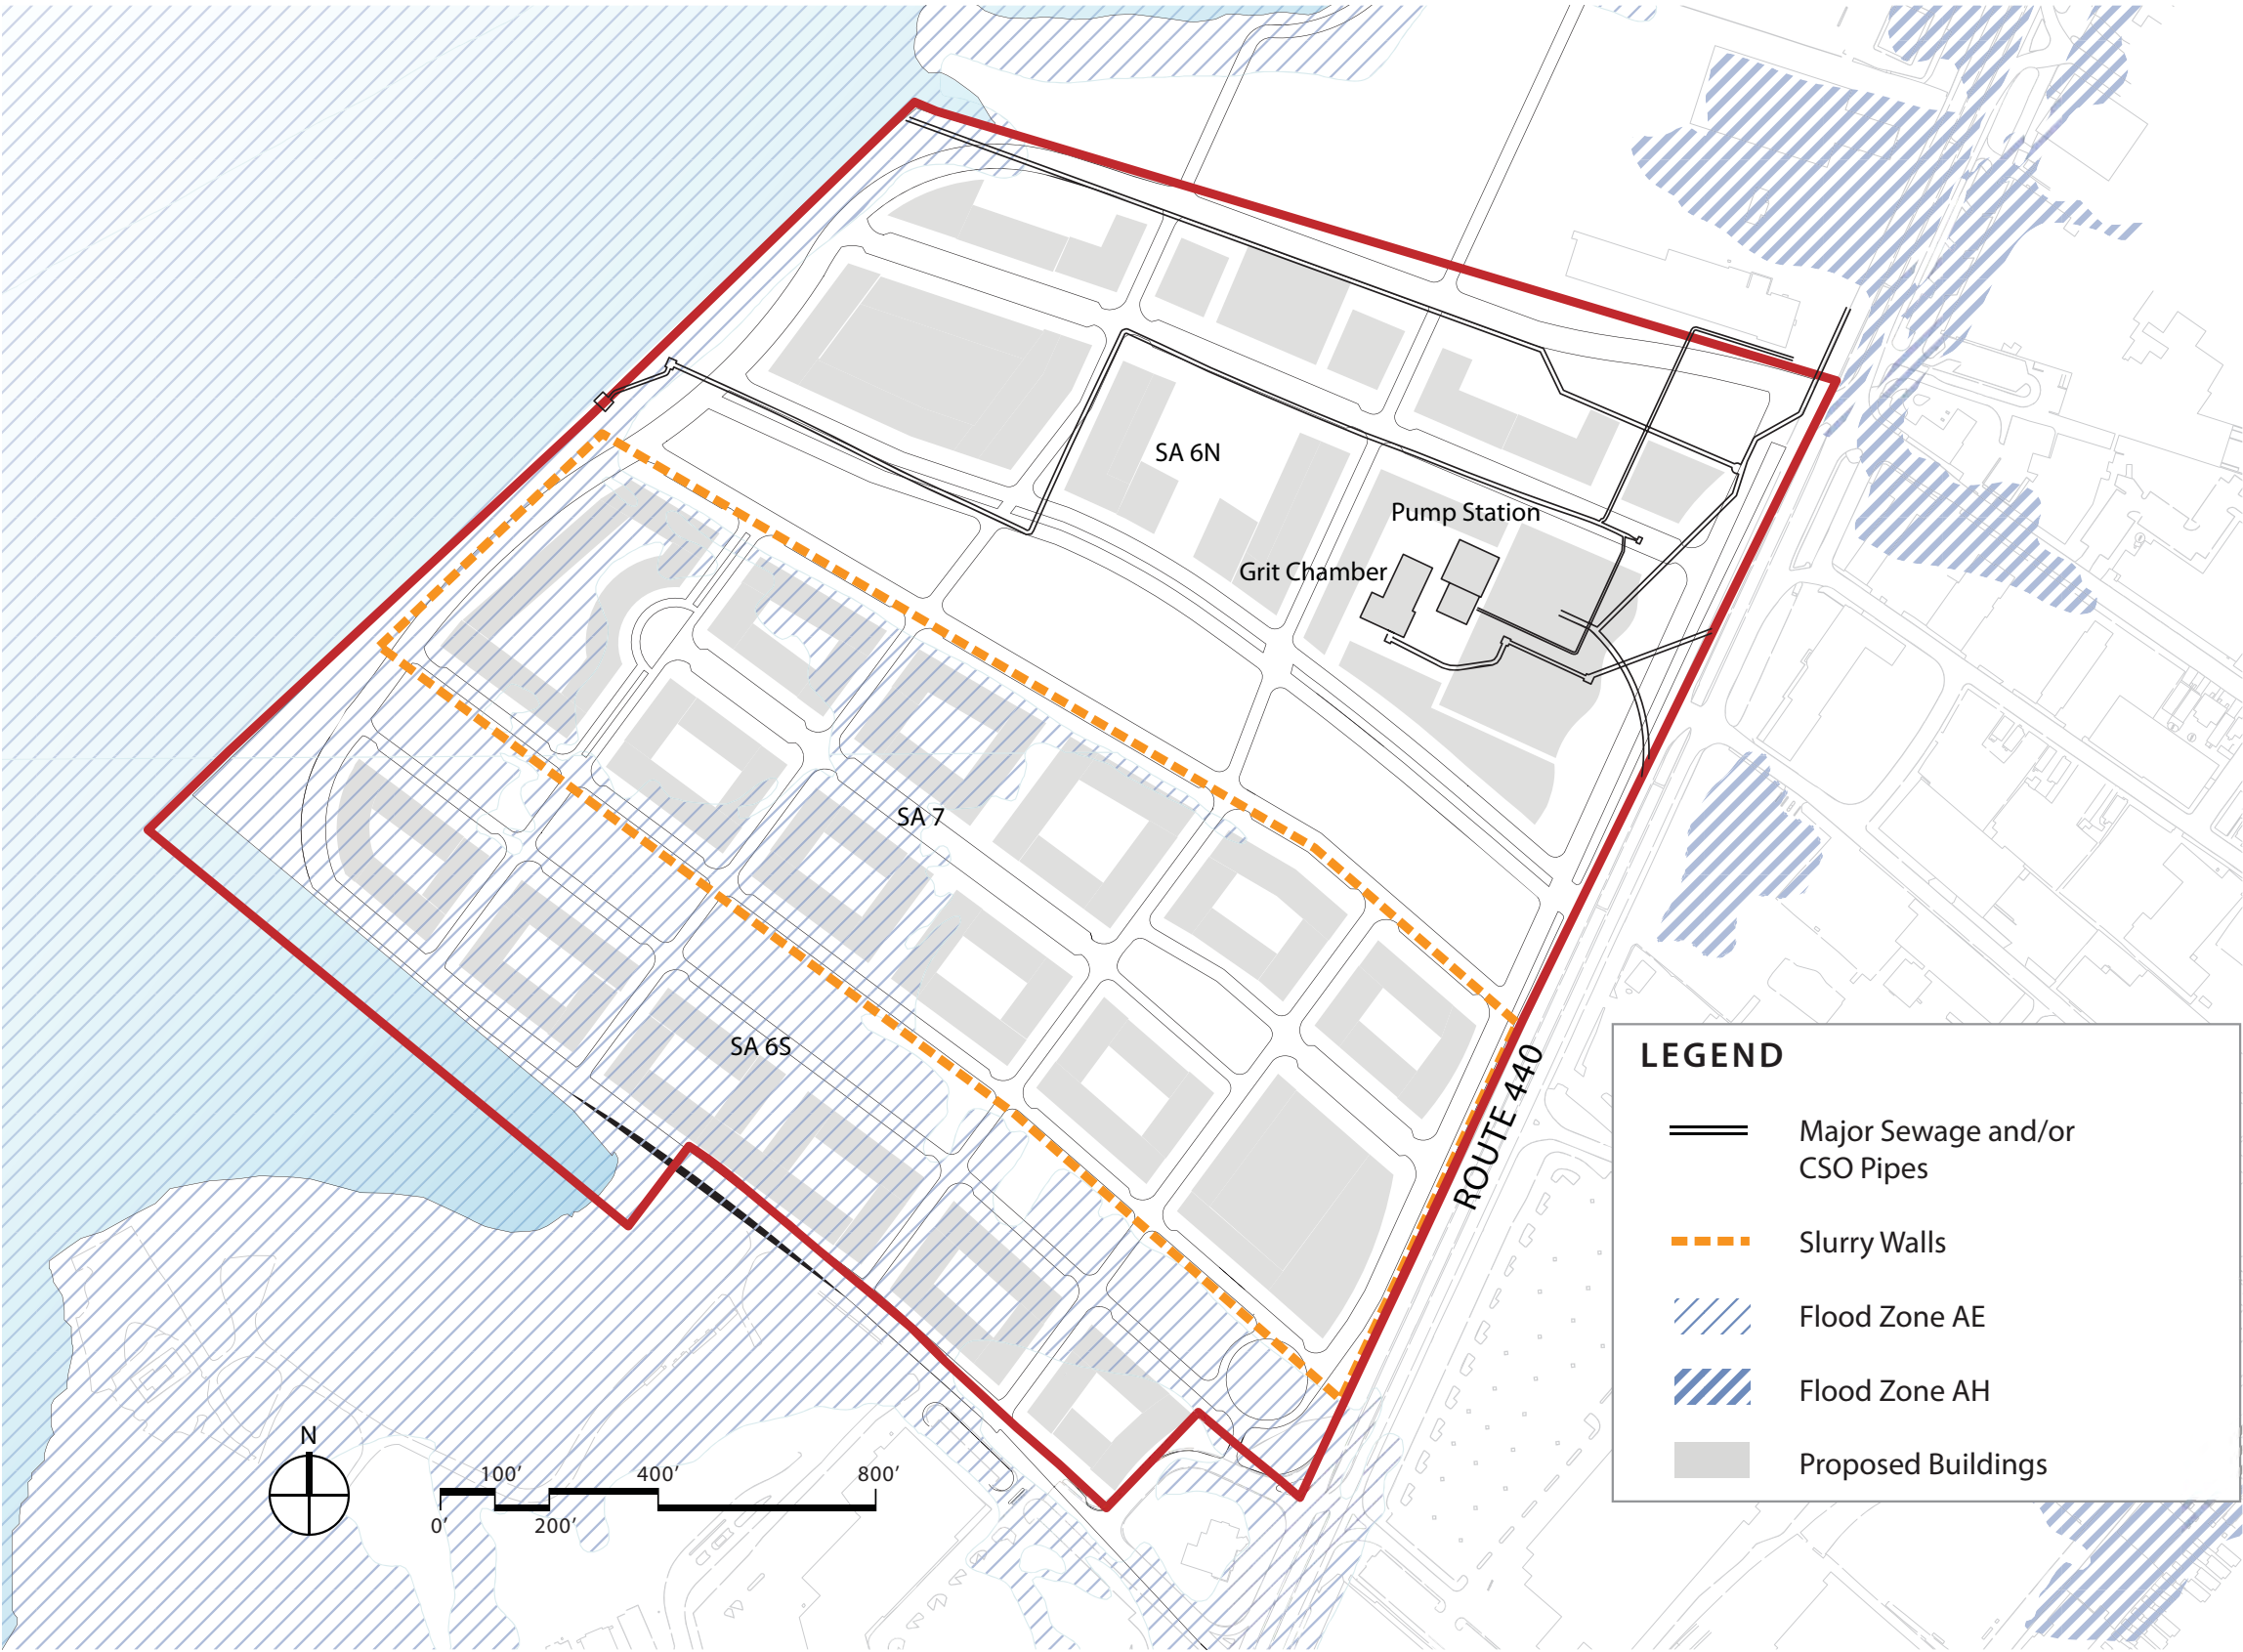 SA 6N
Pump Station
Grit Chamber
SA 7
SA 6S
ROUTE 440
N
100’
400’
800’
0’
200’
LEGEND
Major Sewage and/or
CSO Pipes
Slurry Walls
Flood Zone AE
Flood Zone AH
Proposed Buildings